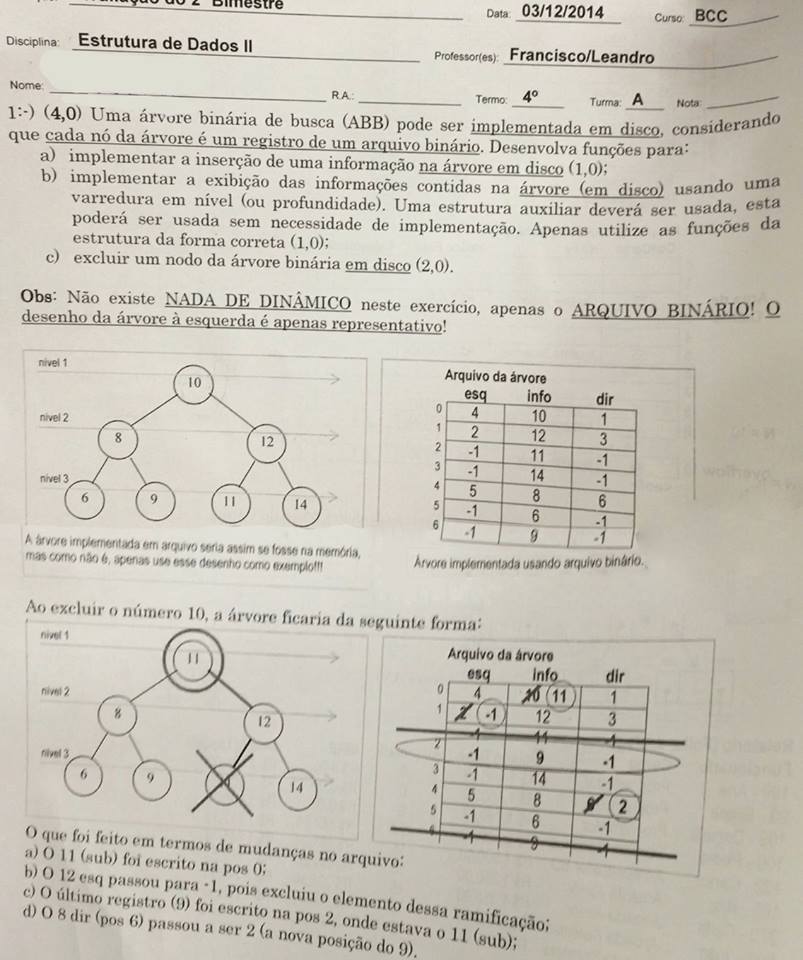 2º Bimestre
Data: 03/12/2014 Curso: BCC
Disciplina: Estrutura de Dados II
Professor(es): Francisco/Leandro
Nome: R.A.: Termo: 4º Turma: A Nota:
1:-) (4,0) Uma árvore binária de busca (ABB) pode ser implementada em disco, considerando
que cada nó da árvore é um registro de um arquivo binário. Desenvolva funções para:
a) implementar a inserção de uma informação na árvore em disco (1,0);
b) implementar a exibição das informações contidas na árvore (em disco) usando uma
varredura em nível (ou profundidade). Uma estrutura auxiliar deverá ser usada, esta
poderá ser usada sem necessidade de implementação. Apenas utilize as funções da
estrutura da forma correta (1,0);
c) excluir um nodo da árvore binária em disco (2,0).
Obs: Não existe NADA DE DINÂMICO neste exercício, apenas o ARQUIVO BINÁRIO! O
desenho da árvore à esquerda é apenas representativo!
nível 1
10
nível 2
8 12
nível 3
6 9 11 14
A árvore implementada em arquivo seria assim se fosse na memória,
mas como não é, apenas use esse desenho como exemplo!!!
Arquivo da árvore
esq info dir
0 4 10 1
1 2 12 3
2 -1 11 -1
3 -1 14 -1
4 5 8 6
5 -1 6 -1
6 -1 9 -1
Árvore implementada usando arquivo binário.
Ao excluir o número 10, a árvore ficaria da seguinte forma:
nível 1
11
nível 2
8 12
nível 3
6 9 14
Arquivo da árvore
esq info dir
0 4 10 11 1
1 2 -1 12 3
-1 11 -1
2 -1 9 -1
3 -1 14 -1
4 5 8 6 2
5 -1 6 -1
6 -1 9 -1
O que foi feito em termos de mudanças no arquivo:
a) O 11 (sub) foi escrito na pos 0;
b) O 12 esq passou para -1, pois excluiu o elemento dessa ramificação;
c) O último registro (9) foi escrito na pos 2, onde estava o 11 (sub);
d) O 8 dir (pos 6) passou a ser 2 (a nova posição do 9).